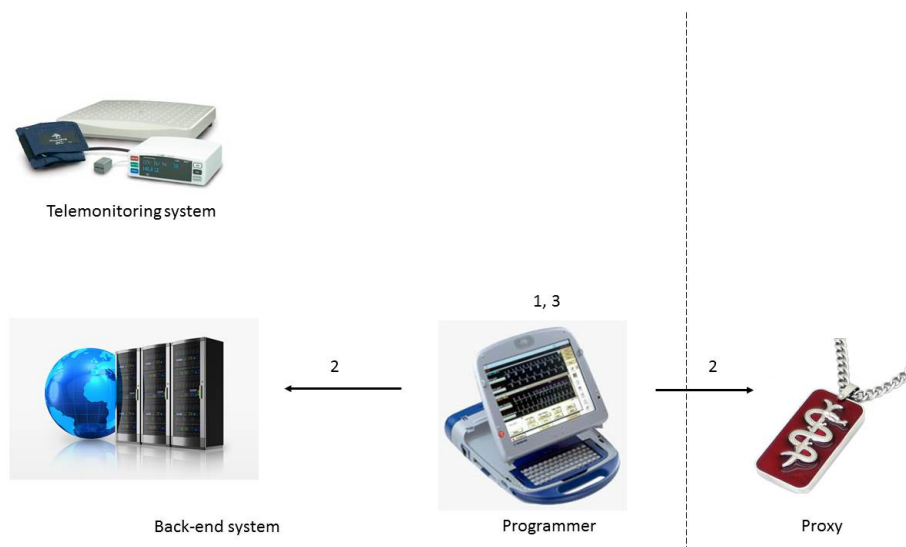 Telemonitoring system
1, 3
2
2
Back-end system
Programmer
Proxy